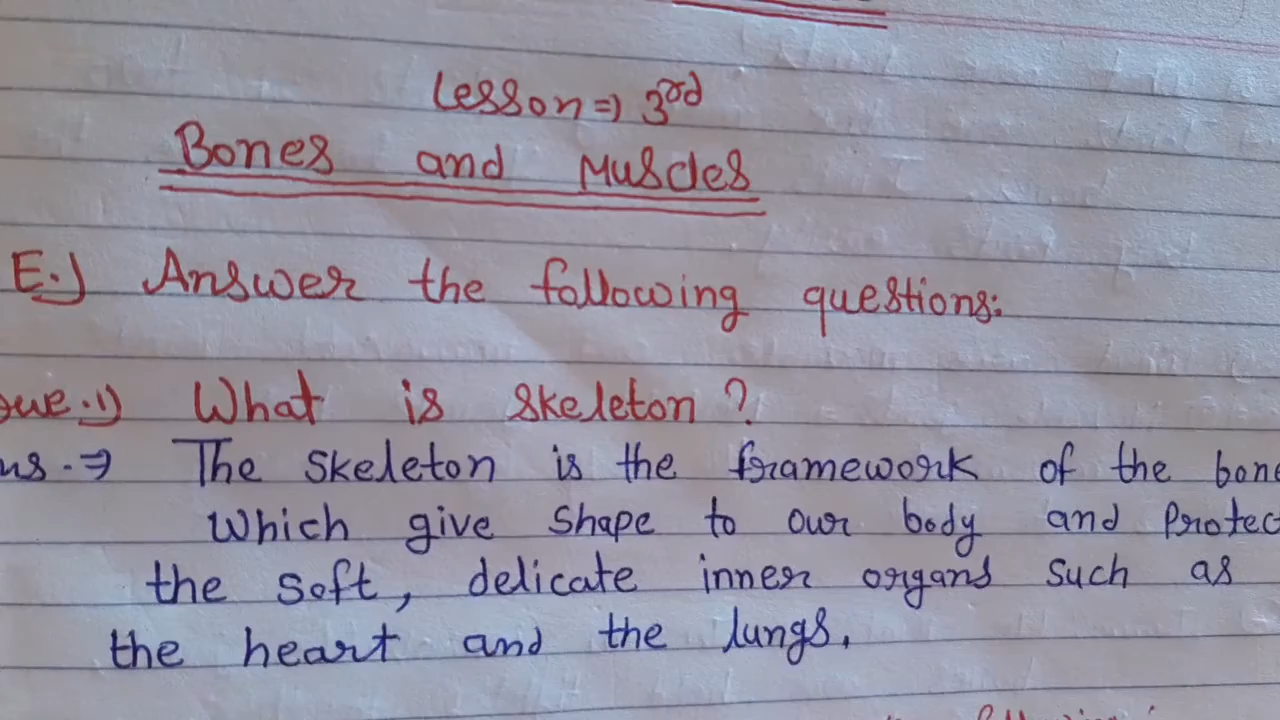 Lesson ⇒ 3rd
Bones and Muscles
E.) Answer the following questions:
Que.1) What is skeleton?
ns. ⇒ The skeleton is the framework of the bone
which give shape to our body and Protec
the soft, delicate inner organs such as
the heart and the lungs.